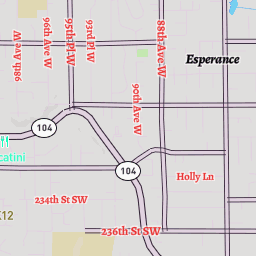 98th Ave W
96th Ave W
95th Pl W
93rd Pl W
90th Ave W
88th Ave W
Esperance
104
104
Holly Ln
234th St SW
236th St SW